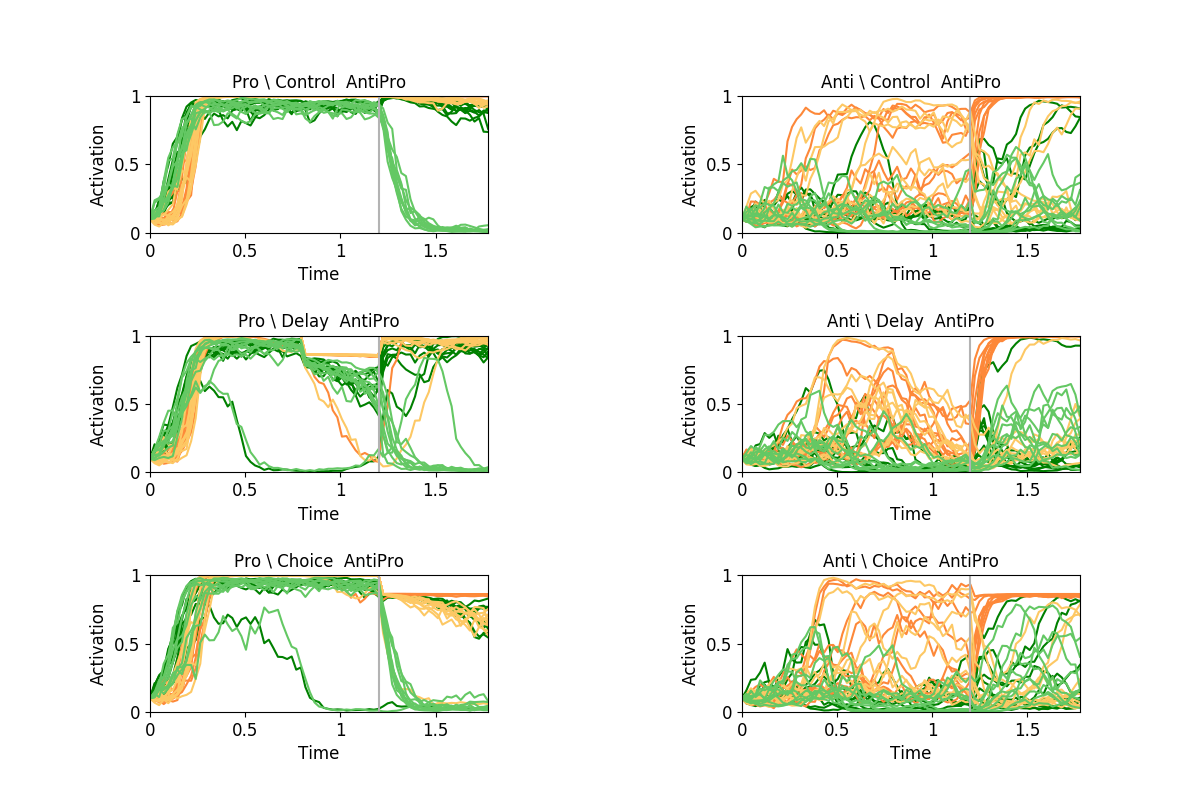 Pro \ Control  AntiPro
Activation
1
0.5
0
0
0.5
1
1.5
Time
Anti \ Control  AntiPro
Activation
1
0.5
0
0
0.5
1
1.5
Time
Pro \ Delay  AntiPro
Activation
1
0.5
0
0
0.5
1
1.5
Time
Anti \ Delay  AntiPro
Activation
1
0.5
0
0
0.5
1
1.5
Time
Pro \ Choice  AntiPro
Activation
1
0.5
0
0
0.5
1
1.5
Time
Anti \ Choice  AntiPro
Activation
1
0.5
0
0
0.5
1
1.5
Time